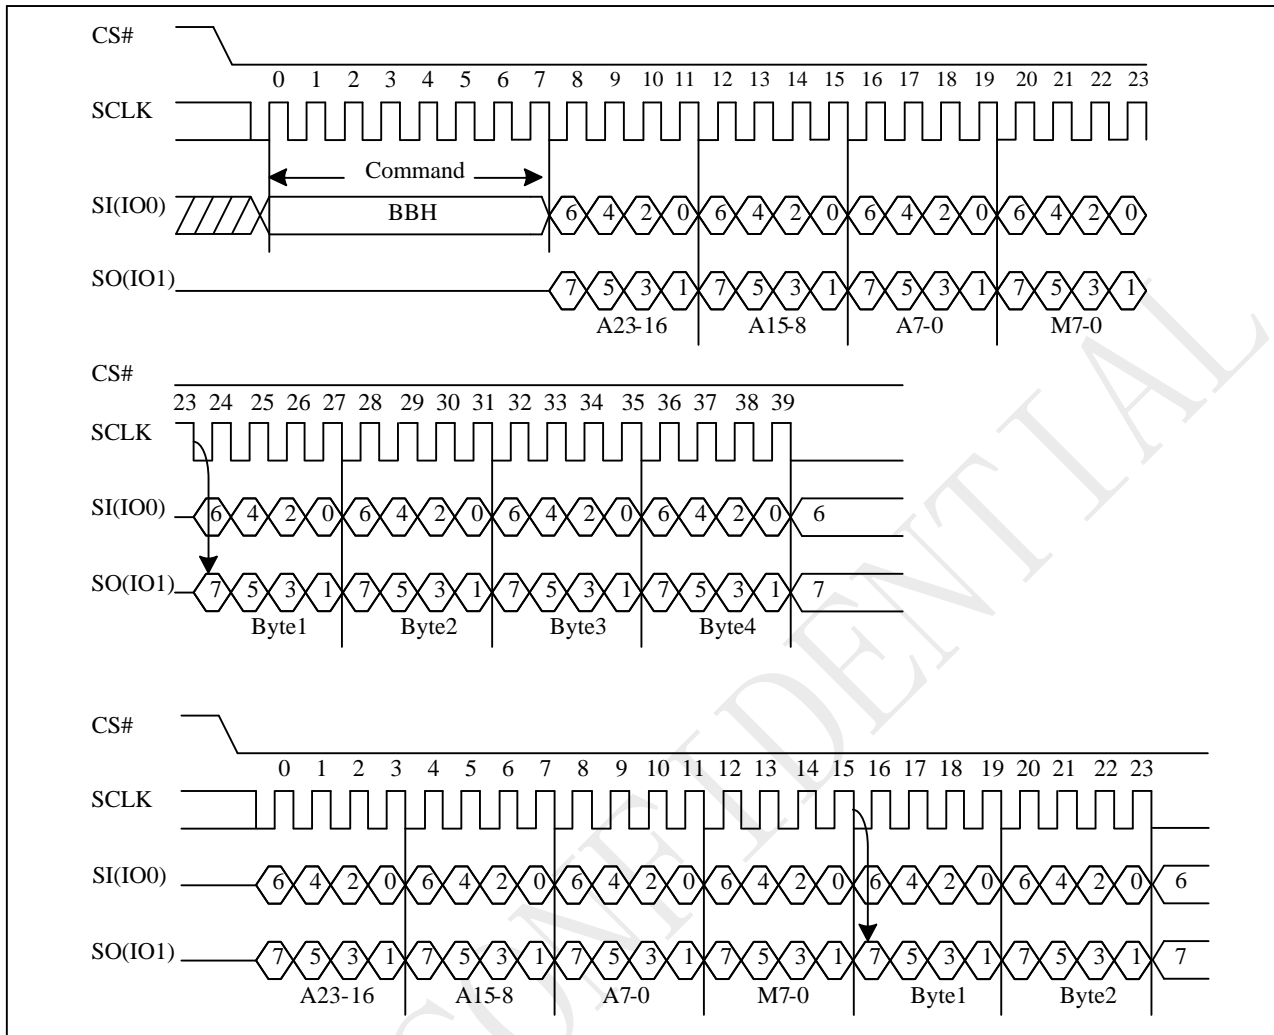 CS#
0 1 2 3 4 5 6 7 8 9 10 11 12 13 14 15 16 17 18 19 20 21 22 23
SCLK
Command
SI(IO0) BBH 6 4 2 0 6 4 2 0 6 4 2 0 6 4 2 0
SO(IO1) 7 5 3 1 7 5 3 1 7 5 3 1 7 5 3 1
A23-16 A15-8 A7-0 M7-0
CS#
23 24 25 26 27 28 29 30 31 32 33 34 35 36 37 38 39
SCLK
SI(IO0) 6 4 2 0 6 4 2 0 6 4 2 0 6 4 2 0 6
SO(IO1) 7 5 3 1 7 5 3 1 7 5 3 1 7 5 3 1 7
Byte1 Byte2 Byte3 Byte4
CS#
0 1 2 3 4 5 6 7 8 9 10 11 12 13 14 15 16 17 18 19 20 21 22 23
SCLK
SI(IO0) 6 4 2 0 6 4 2 0 6 4 2 0 6 4 2 0 6 4 2 0 6 4 2 0 6
SO(IO1) 7 5 3 1 7 5 3 1 7 5 3 1 7 5 3 1 7 5 3 1 7 5 3 1 7
A23-16 A15-8 A7-0 M7-0 Byte1 Byte2
CONFIDENTIAL